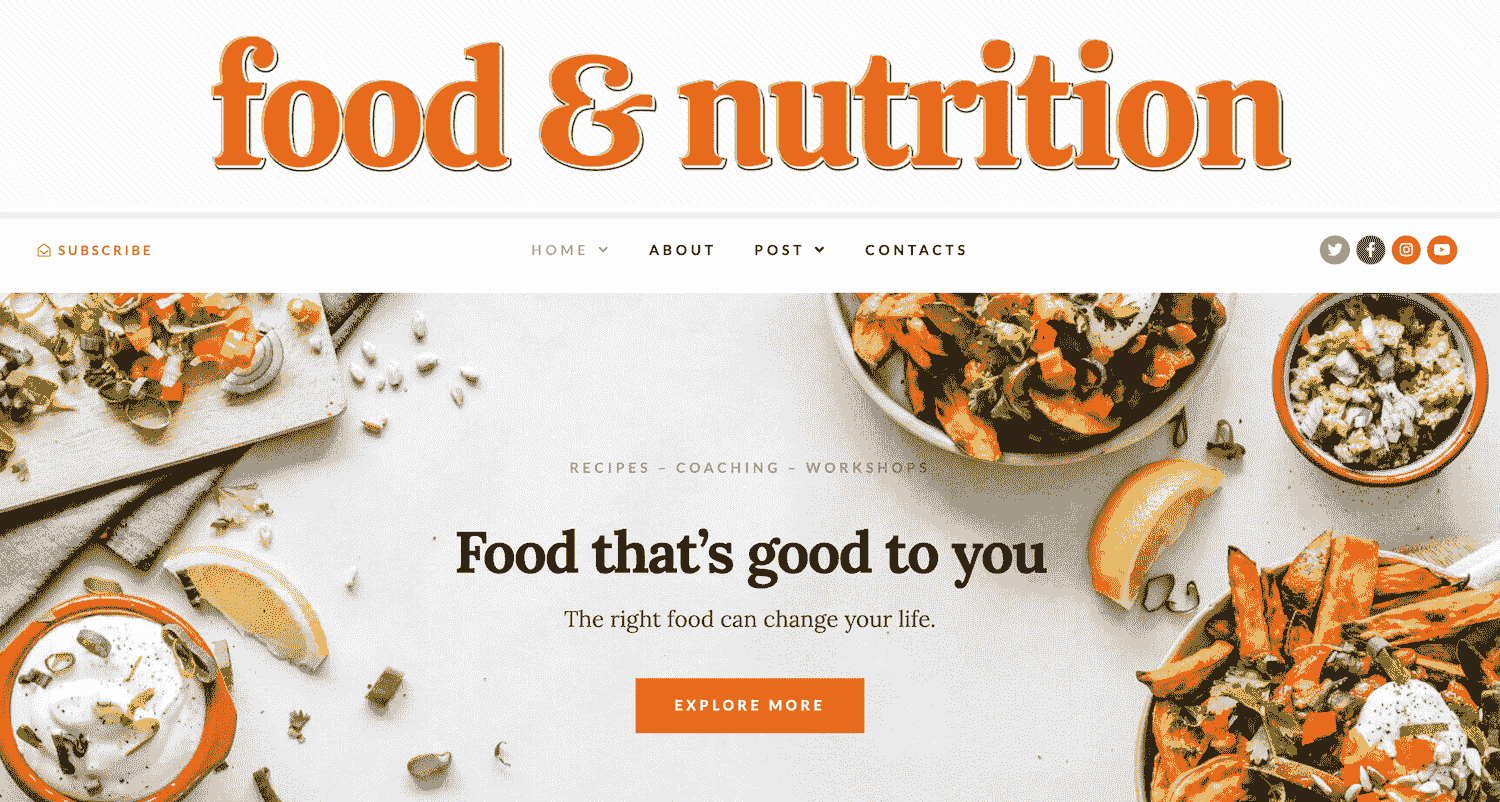 food & nutrition
SUBSCRIBE
HOME
ABOUT
POST
CONTACTS
RECIPES – COACHING – WORKSHOPS
Food that’s good to you
The right food can change your life.
EXPLORE MORE